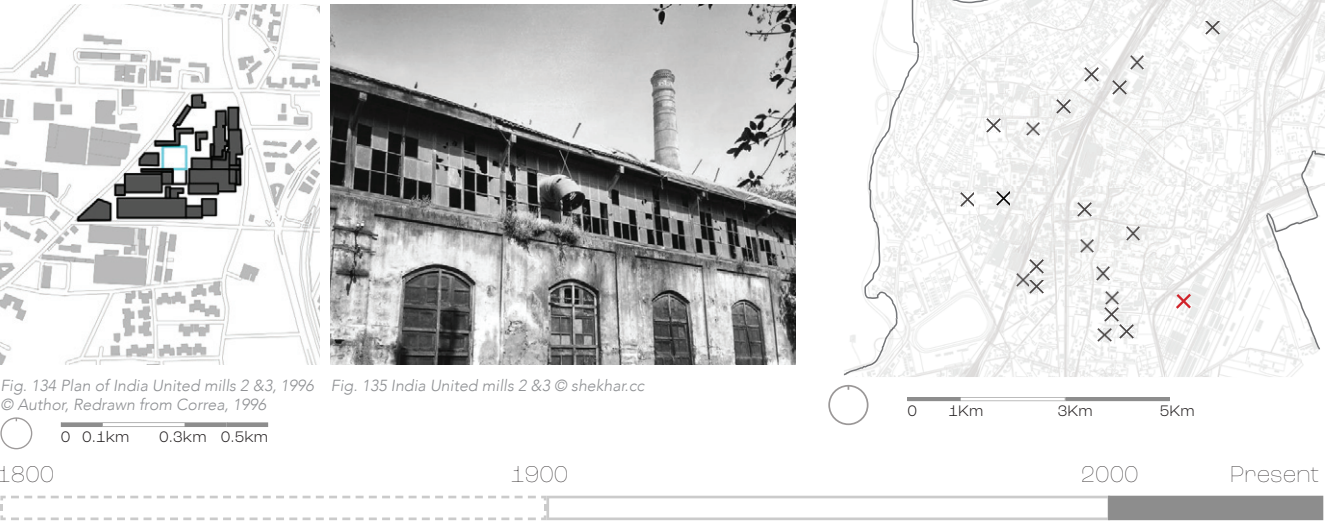 Fig. 134 Plan of India United mills 2 &3, 1996
© Author, Redrawn from Correa, 1996
Fig. 135 India United mills 2 &3 © shekhar.cc
0 0.1km 0.3km 0.5km
0 1Km 3Km 5Km
1800 1900 2000 Present